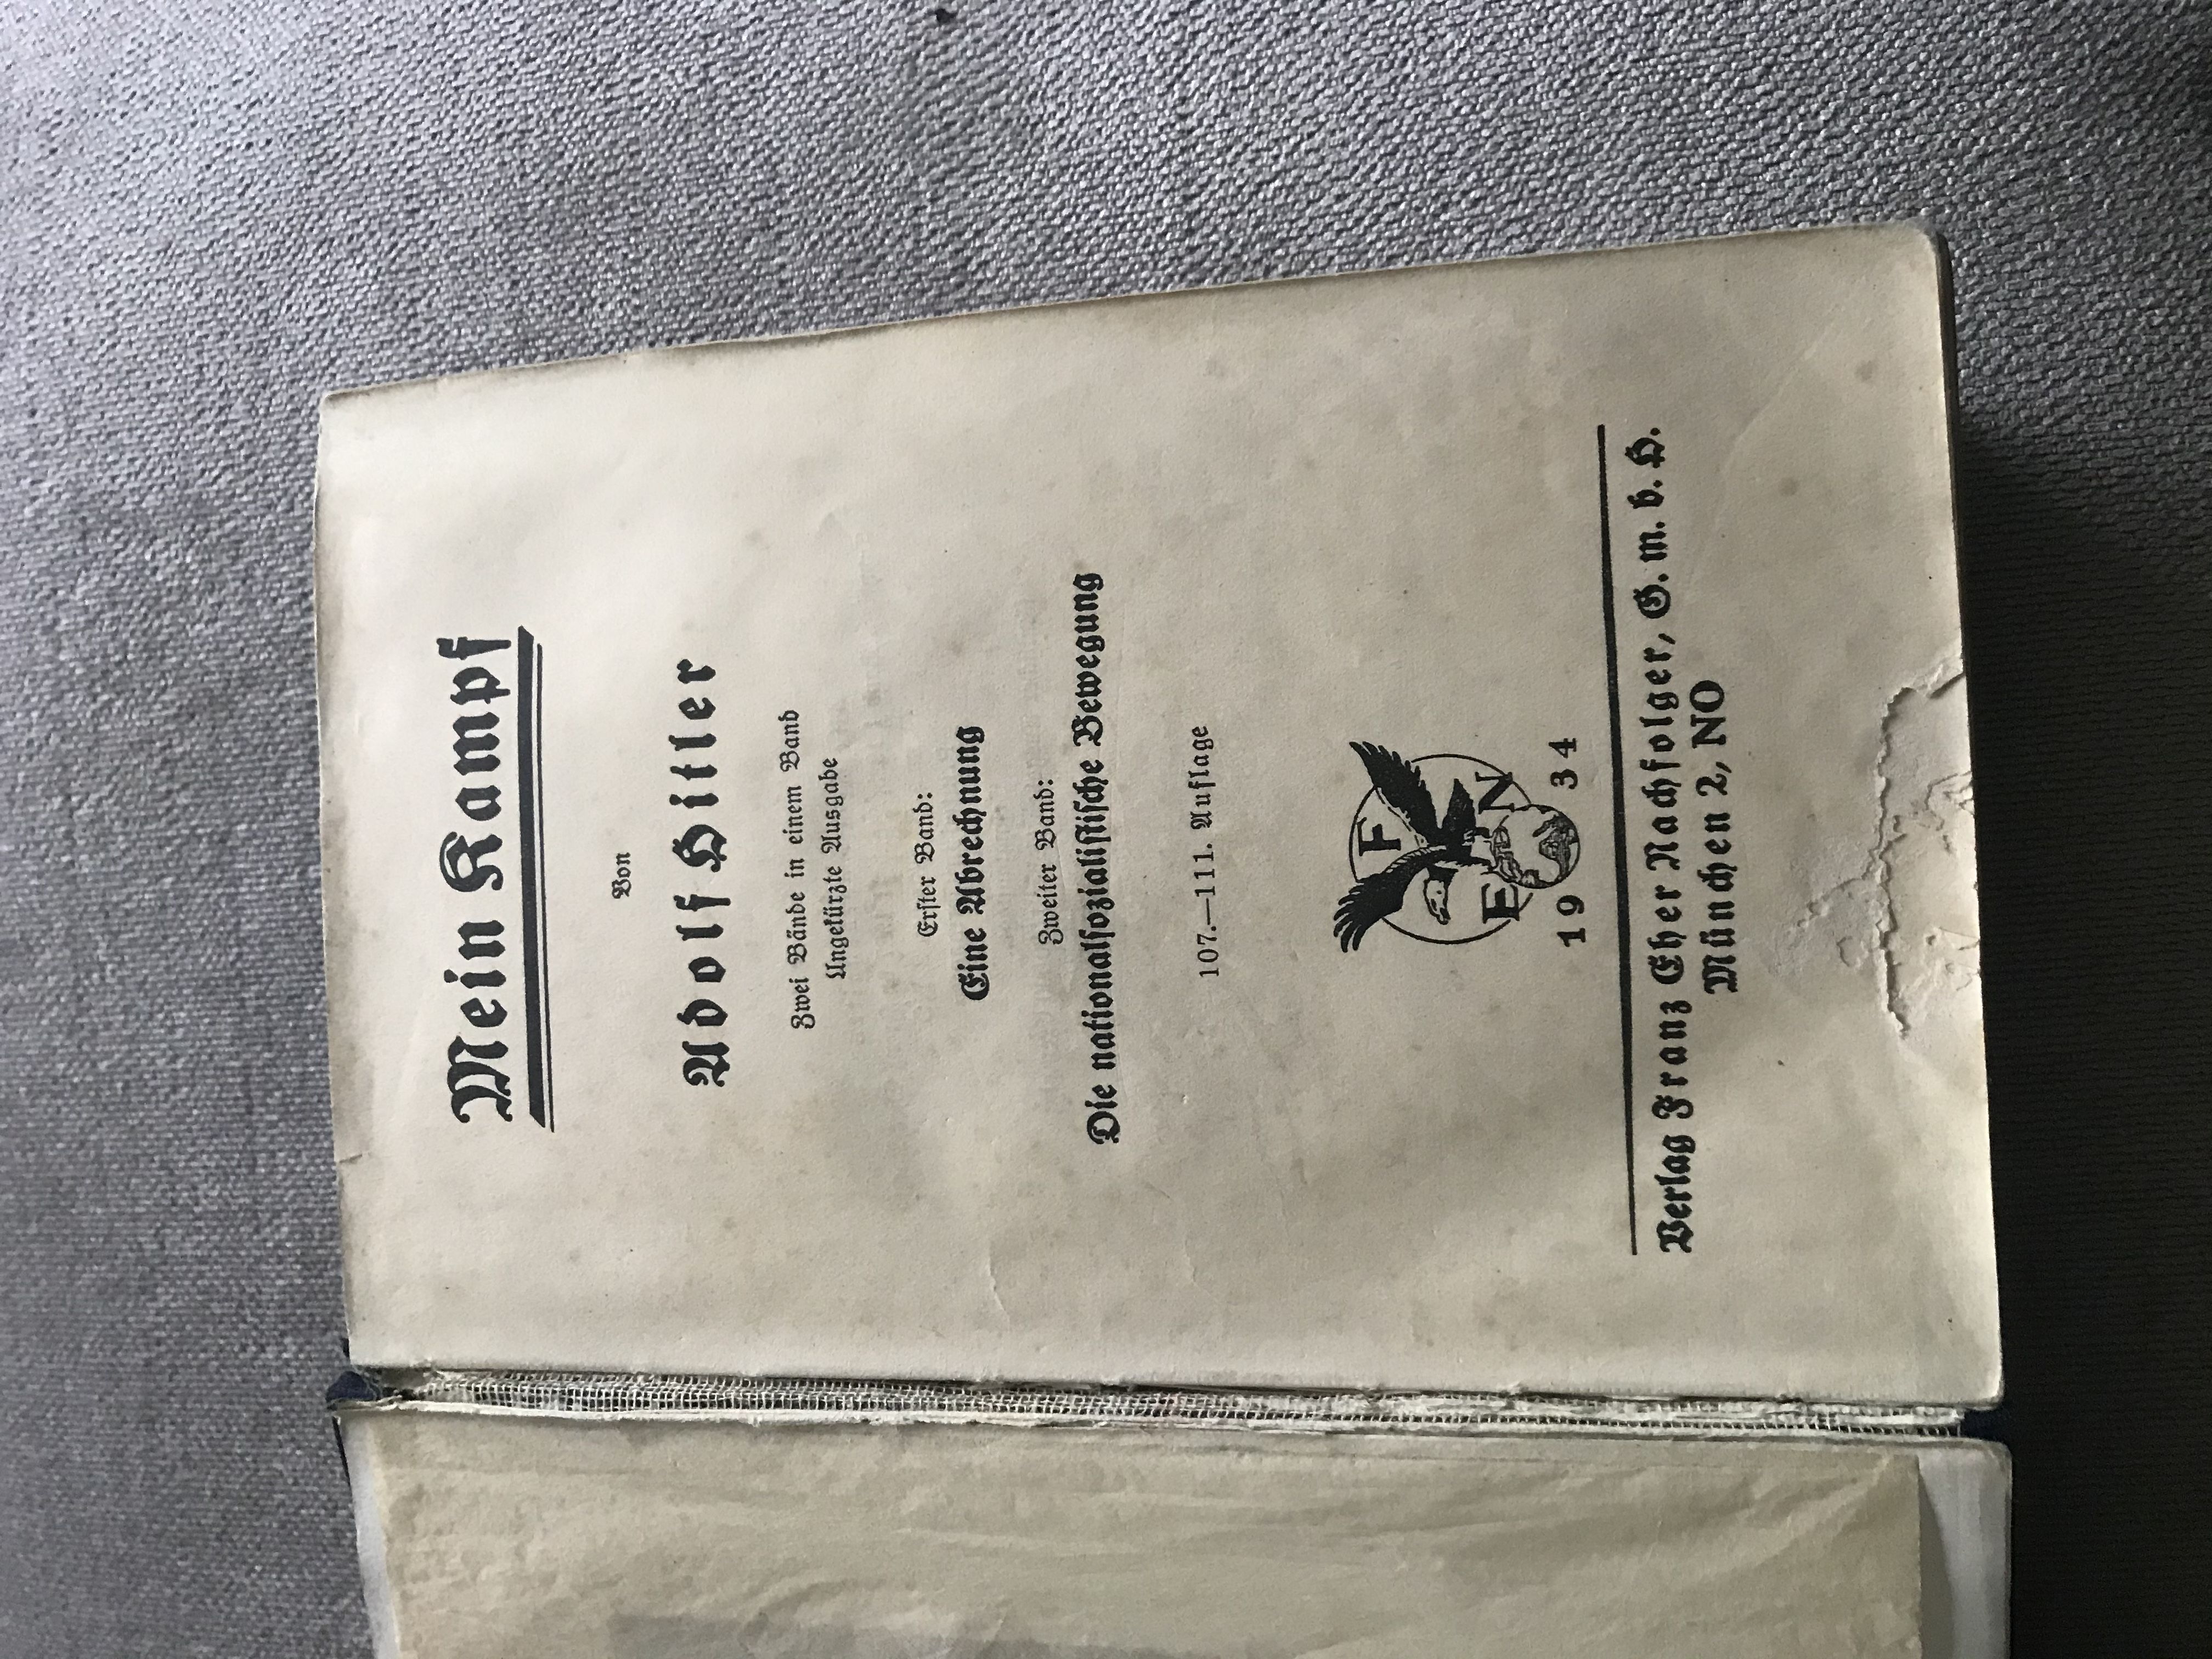 Mein Kampf
Von
Adolf Hitler
Zwei Bände in einem Band
Ungekürzte Ausgabe
Erster Band:
Eine Abrechnung
Zweiter Band:
Die nationalsozialistische Bewegung
107.—111. Auflage
F
E N
19 34
Verlag Franz Eher Nachfolger, G. m. b. H.
München 2, NO